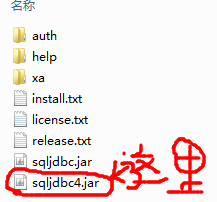 名称
auth
help
xa
install.txt
license.txt
release.txt
sqljdbc.jar
sqljdbc4.jar
这里